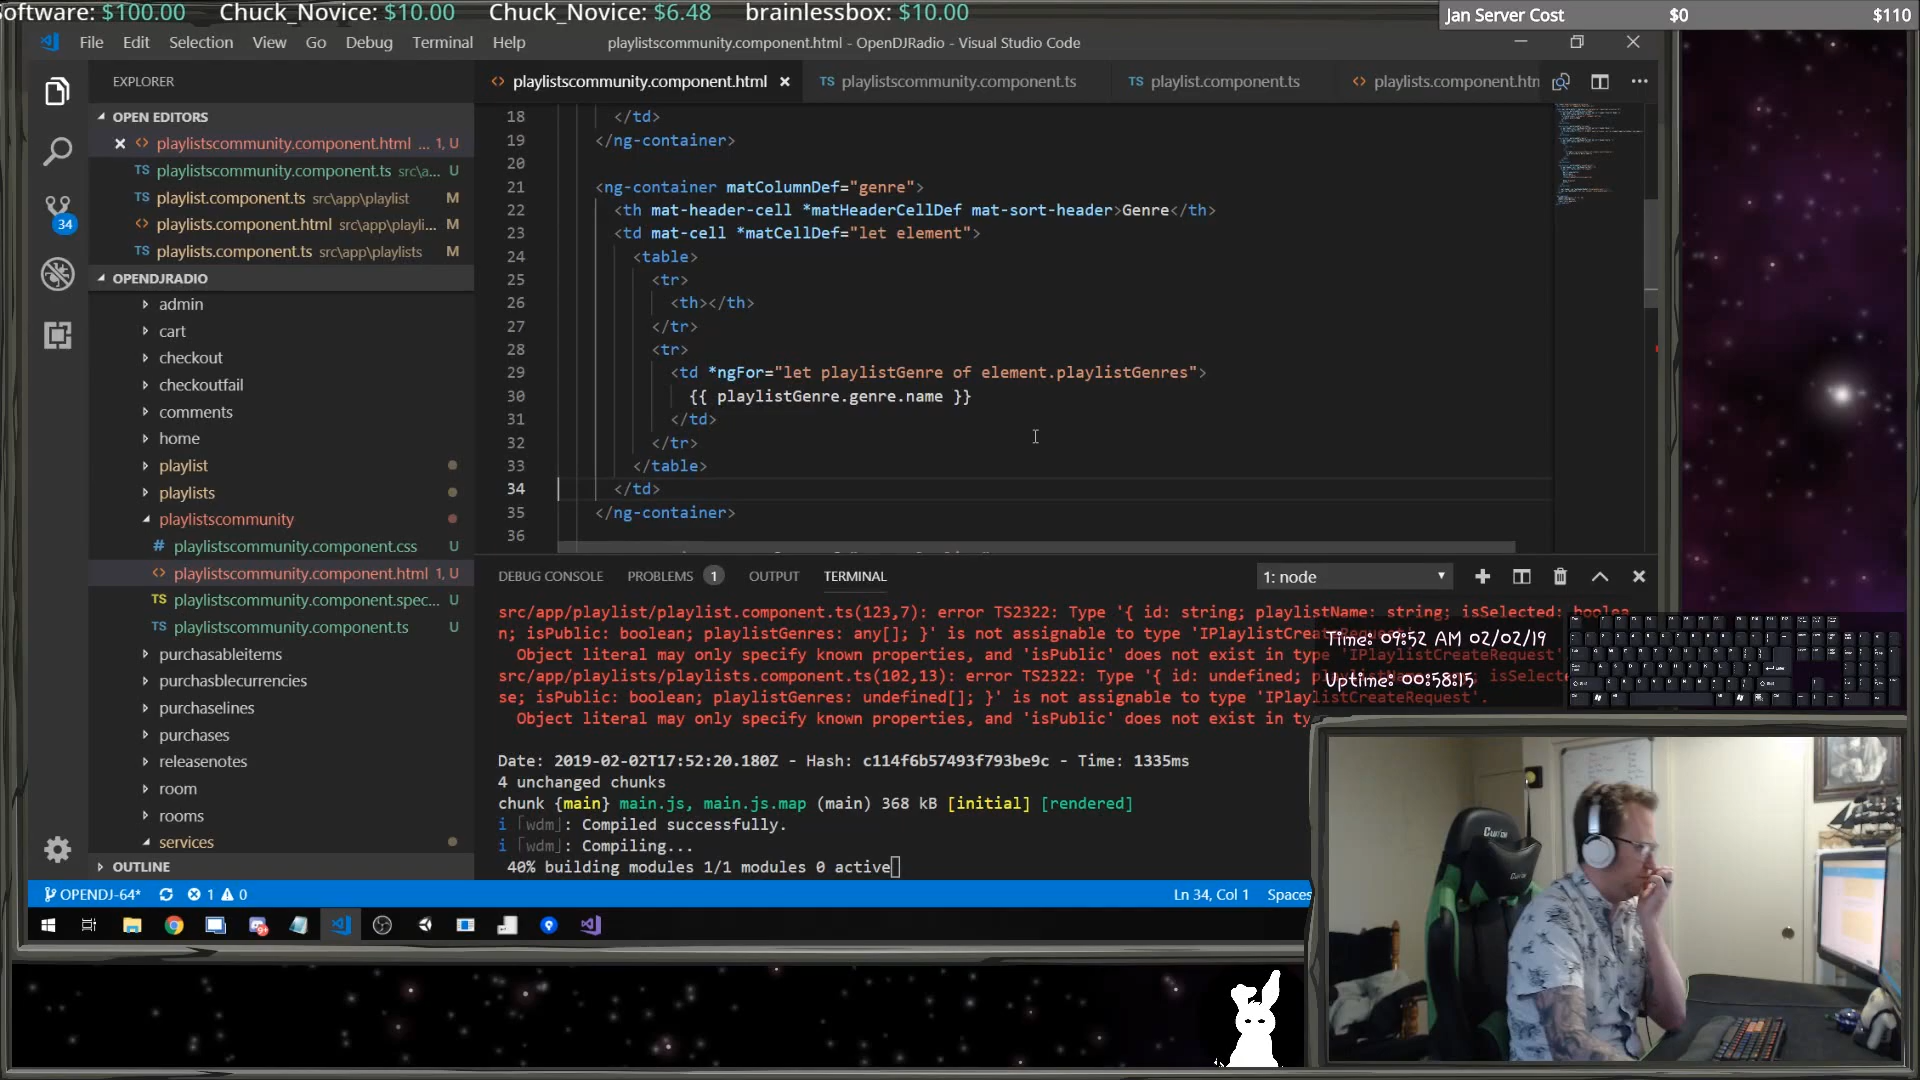 oftware: $100.00 Chuck_Novice: $10.00 Chuck_Novice: $6.48 brainlessbox: $10.00
Jan Server Cost $0 $110
File Edit Selection View Go Debug Terminal Help
playlistscommunity.component.html - OpenDJRadio - Visual Studio Code
EXPLORER
playlistscommunity.component.html
TS playlistscommunity.component.ts
TS playlist.component.ts
playlists.component.htn
OPEN EDITORS
playlistscommunity.component.html ... 1, U
TS playlistscommunity.component.ts src\a... U
TS playlist.component.ts src\app\playlist M
playlists.component.html src\app\playli... M
TS playlists.component.ts src\app\playlists M
OPENDJRADIO
admin
cart
checkout
checkoutfail
comments
home
playlist
playlists
playlistscommunity
# playlistscommunity.component.css U
playlistscommunity.component.html 1, U
TS playlistscommunity.component.spec... U
TS playlistscommunity.component.ts U
purchasableitems
purchasblecurrencies
purchaselines
purchases
releasenotes
room
rooms
services
OUTLINE
34
18 </td>
19 </ng-container>
20
21 <ng-container matColumnDef="genre">
22 <th mat-header-cell *matHeaderCellDef mat-sort-header>Genre</th>
23 <td mat-cell *matCellDef="let element">
24 <table>
25 <tr>
26 <th></th>
27 </tr>
28 <tr>
29 <td *ngFor="let playlistGenre of element.playlistGenres">
30 {{ playlistGenre.genre.name }}
31 </td>
32 </tr>
33 </table>
34 </td>
35 </ng-container>
36
DEBUG CONSOLE PROBLEMS 1 OUTPUT TERMINAL
1: node
src/app/playlist/playlist.component.ts(123,7): error TS2322: Type '{ id: string; playlistName: string; isSelected: boolea
n; isPublic: boolean; playlistGenres: any[]; }' is not assignable to type 'IPlaylistCreateRequest'.
Object literal may only specify known properties, and 'isPublic' does not exist in type 'IPlaylistCreateRequest'.
src/app/playlists/playlists.component.ts(102,13): error TS2322: Type '{ id: undefined;
se; isPublic: boolean; playlistGenres: undefined[]; }' is not assignable to type 'IPlaylistCreateRequest'.
Object literal may only specify known properties, and 'isPublic' does not exist in ty
Date: 2019-02-02T17:52:20.180Z - Hash: c114f6b57493f793be9c - Time: 1335ms
4 unchanged chunks
chunk {main} main.js, main.js.map (main) 368 kB [initial] [rendered]
i ｢wdm｣: Compiled successfully.
i ｢wdm｣: Compiling...
40% building modules 1/1 modules 0 active
Time: 09:52 AM 02/02/19
Uptime: 00:58:15
OPENDJ-64* 1 0
Ln 34, Col 1 Spaces